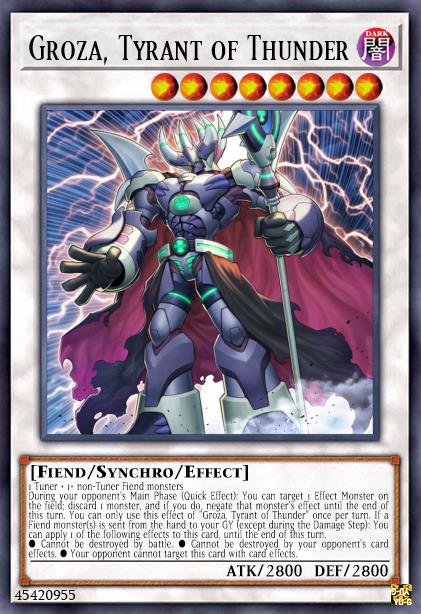 GROZA, TYRANT OF THUNDER
DARK
闇
[FIEND/SYNCHRO/EFFECT]
1 Tuner + 1+ non-Tuner Fiend monsters
During your opponent's Main Phase (Quick Effect): You can target 1 Effect Monster on
the field; discard 1 monster, and if you do, negate that monster's effect until the end of
this turn. You can only use this effect of "Groza, Tyrant of Thunder" once per turn. If a
Fiend monster(s) is sent from the hand to your GY (except during the Damage Step): You
can apply 1 of the following effects to this card, until the end of this turn.
● Cannot be destroyed by battle. ● Cannot be destroyed by your opponent's card
effects. ● Your opponent cannot target this card with card effects.
ATK/2800 DEF/2800
45420955